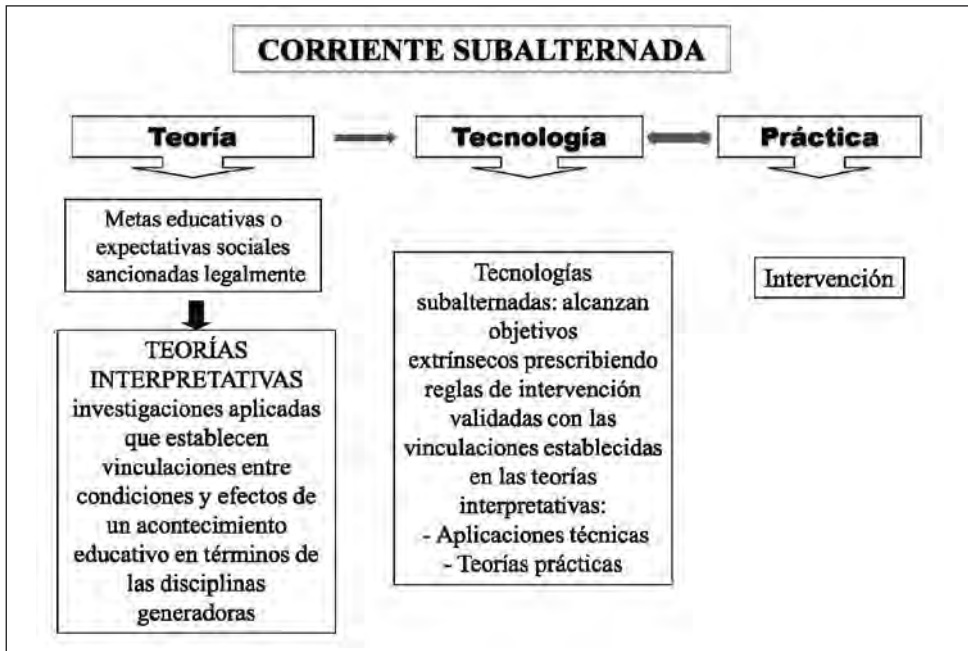 CORRIENTE SUBALTERNADA
Teoría
Tecnología
Práctica
Metas educativas o
expectativas sociales
sancionadas legalmente
TEORÍAS
INTERPRETATIVAS
investigaciones aplicadas
que establecen
vinculaciones entre
condiciones y efectos de
un acontecimiento
educativo en términos de
las disciplinas
generadoras
Tecnologías
subalternadas: alcanzan
objetivos
extrínsecos prescribiendo
reglas de intervención
validadas con las
vinculaciones establecidas
en las teorías
interpretativas:
- Aplicaciones técnicas
- Teorías prácticas
Intervención